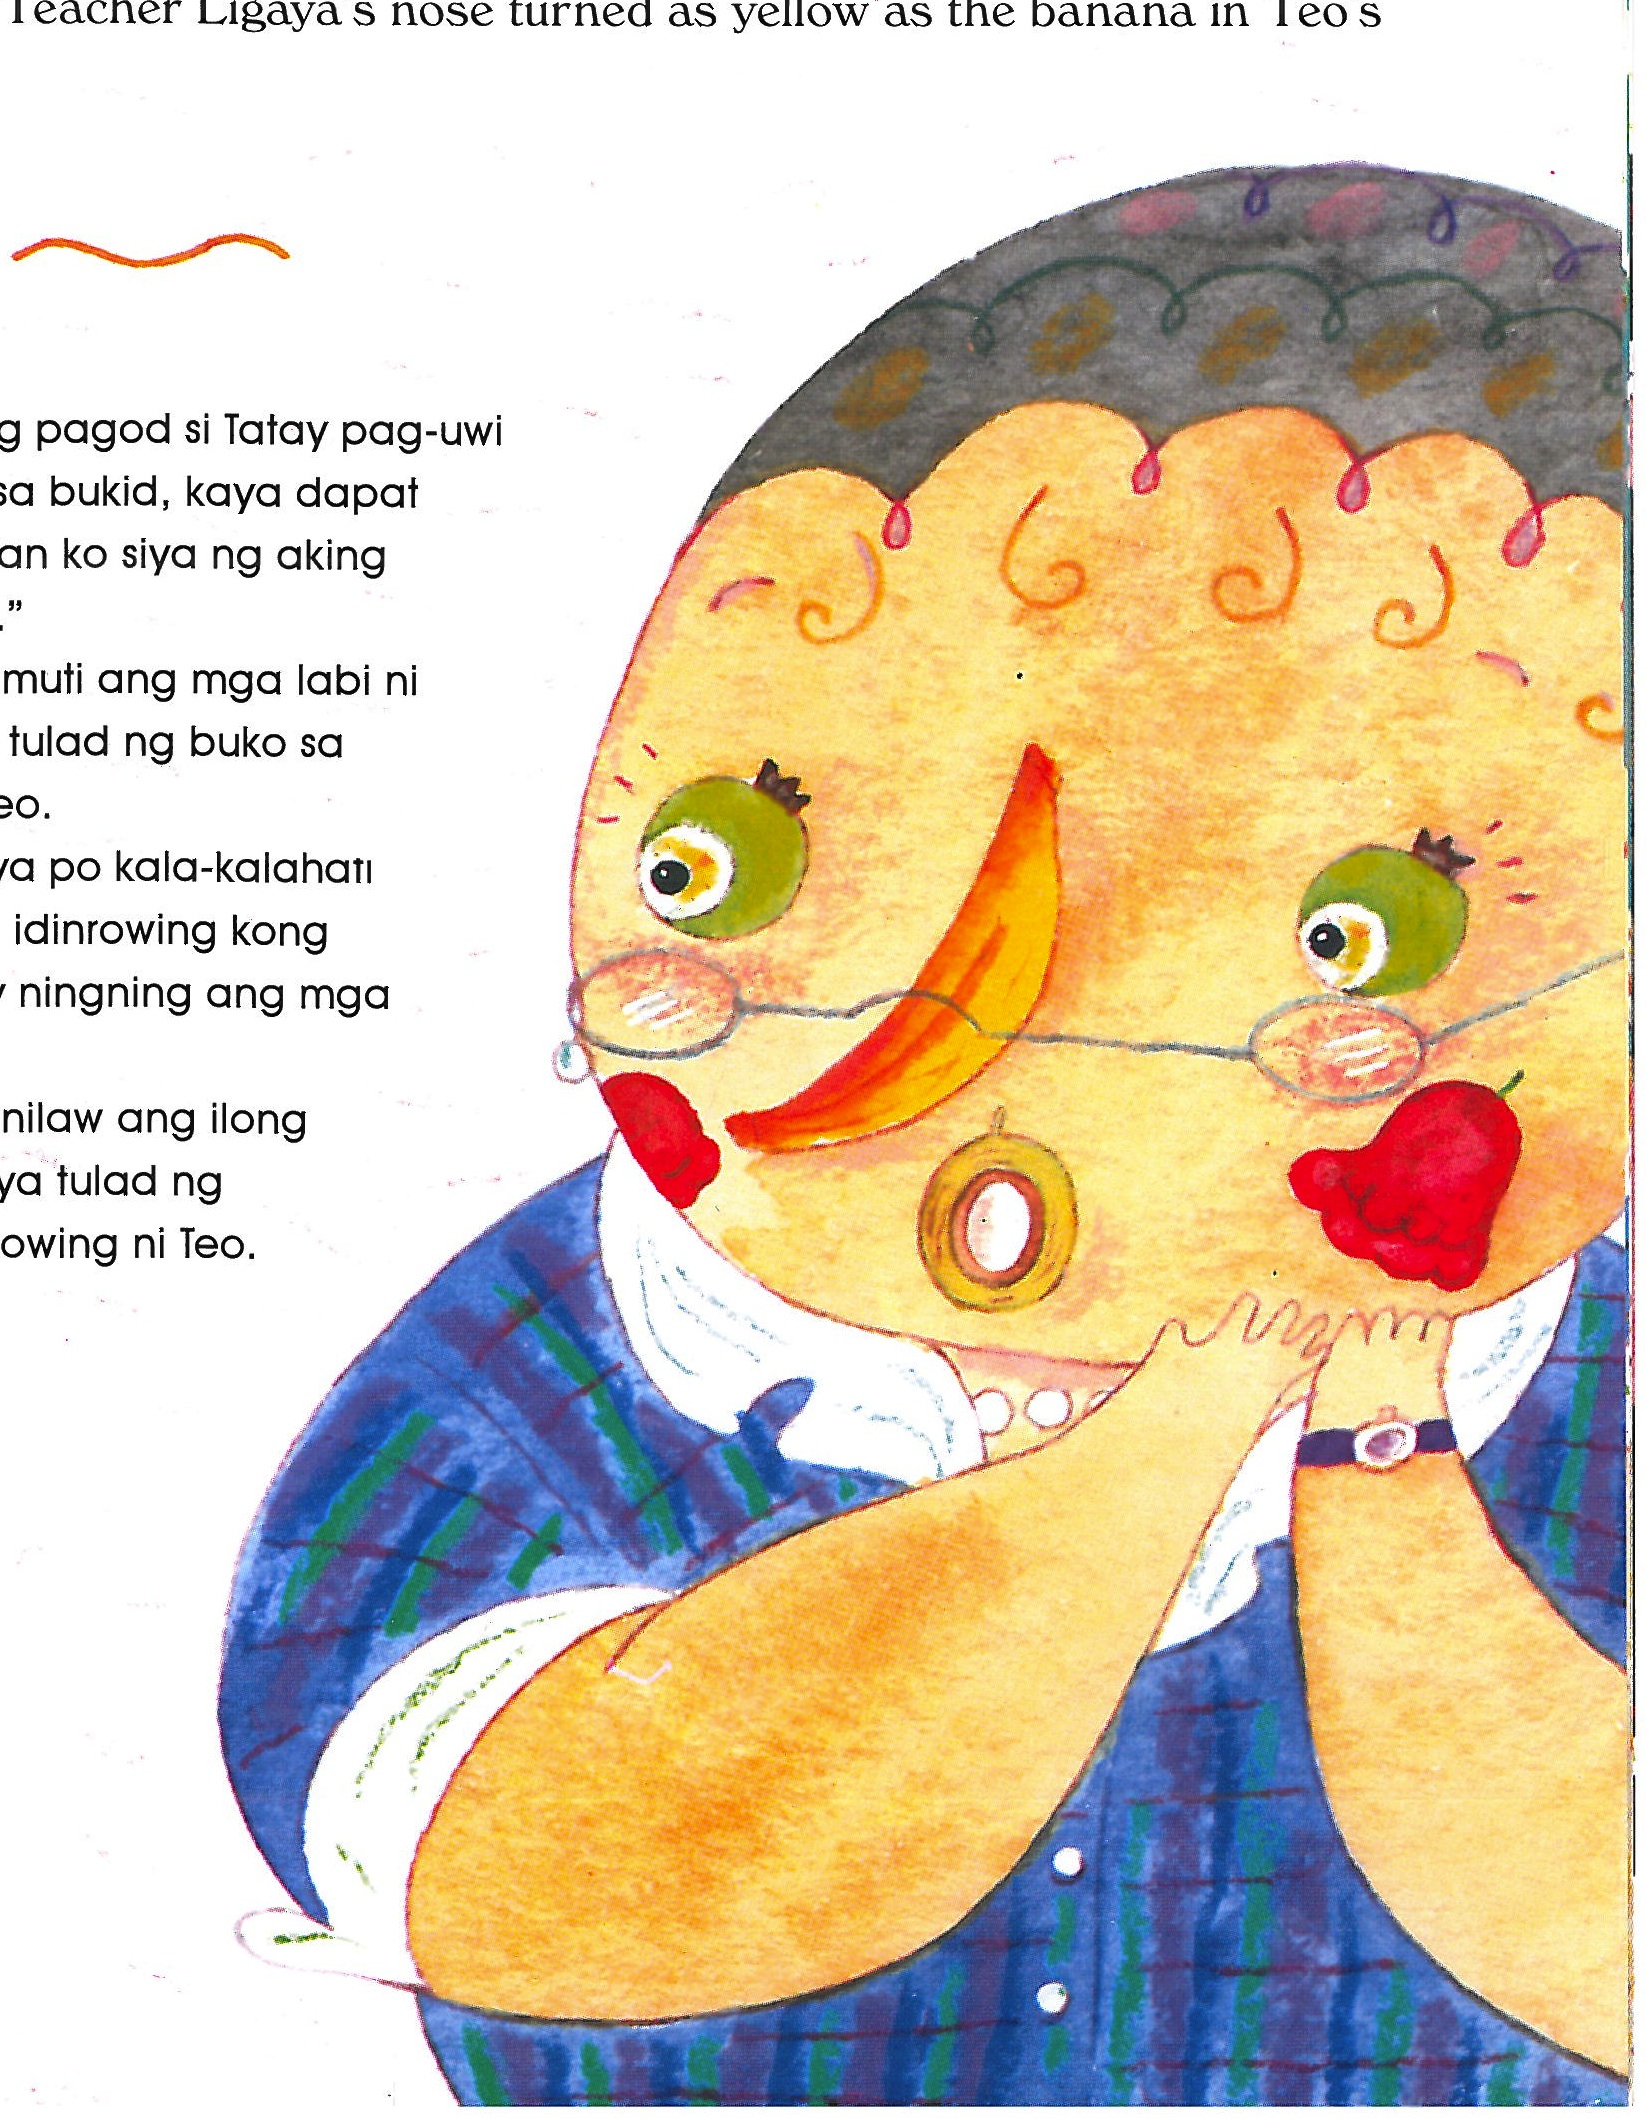 Teacher Ligaya's nose turned as yellow as the banana in Teo's
g pagod si Tatay pag-uwi
sa bukid, kaya dapat
an ko siya ng aking
.”
muti ang mga labi ni
tulad ng buko sa
eo.
ya po kala-kalahati
idinrowing kong
y ningning ang mga
nilaw ang ilong
ya tulad ng
owing ni Teo.